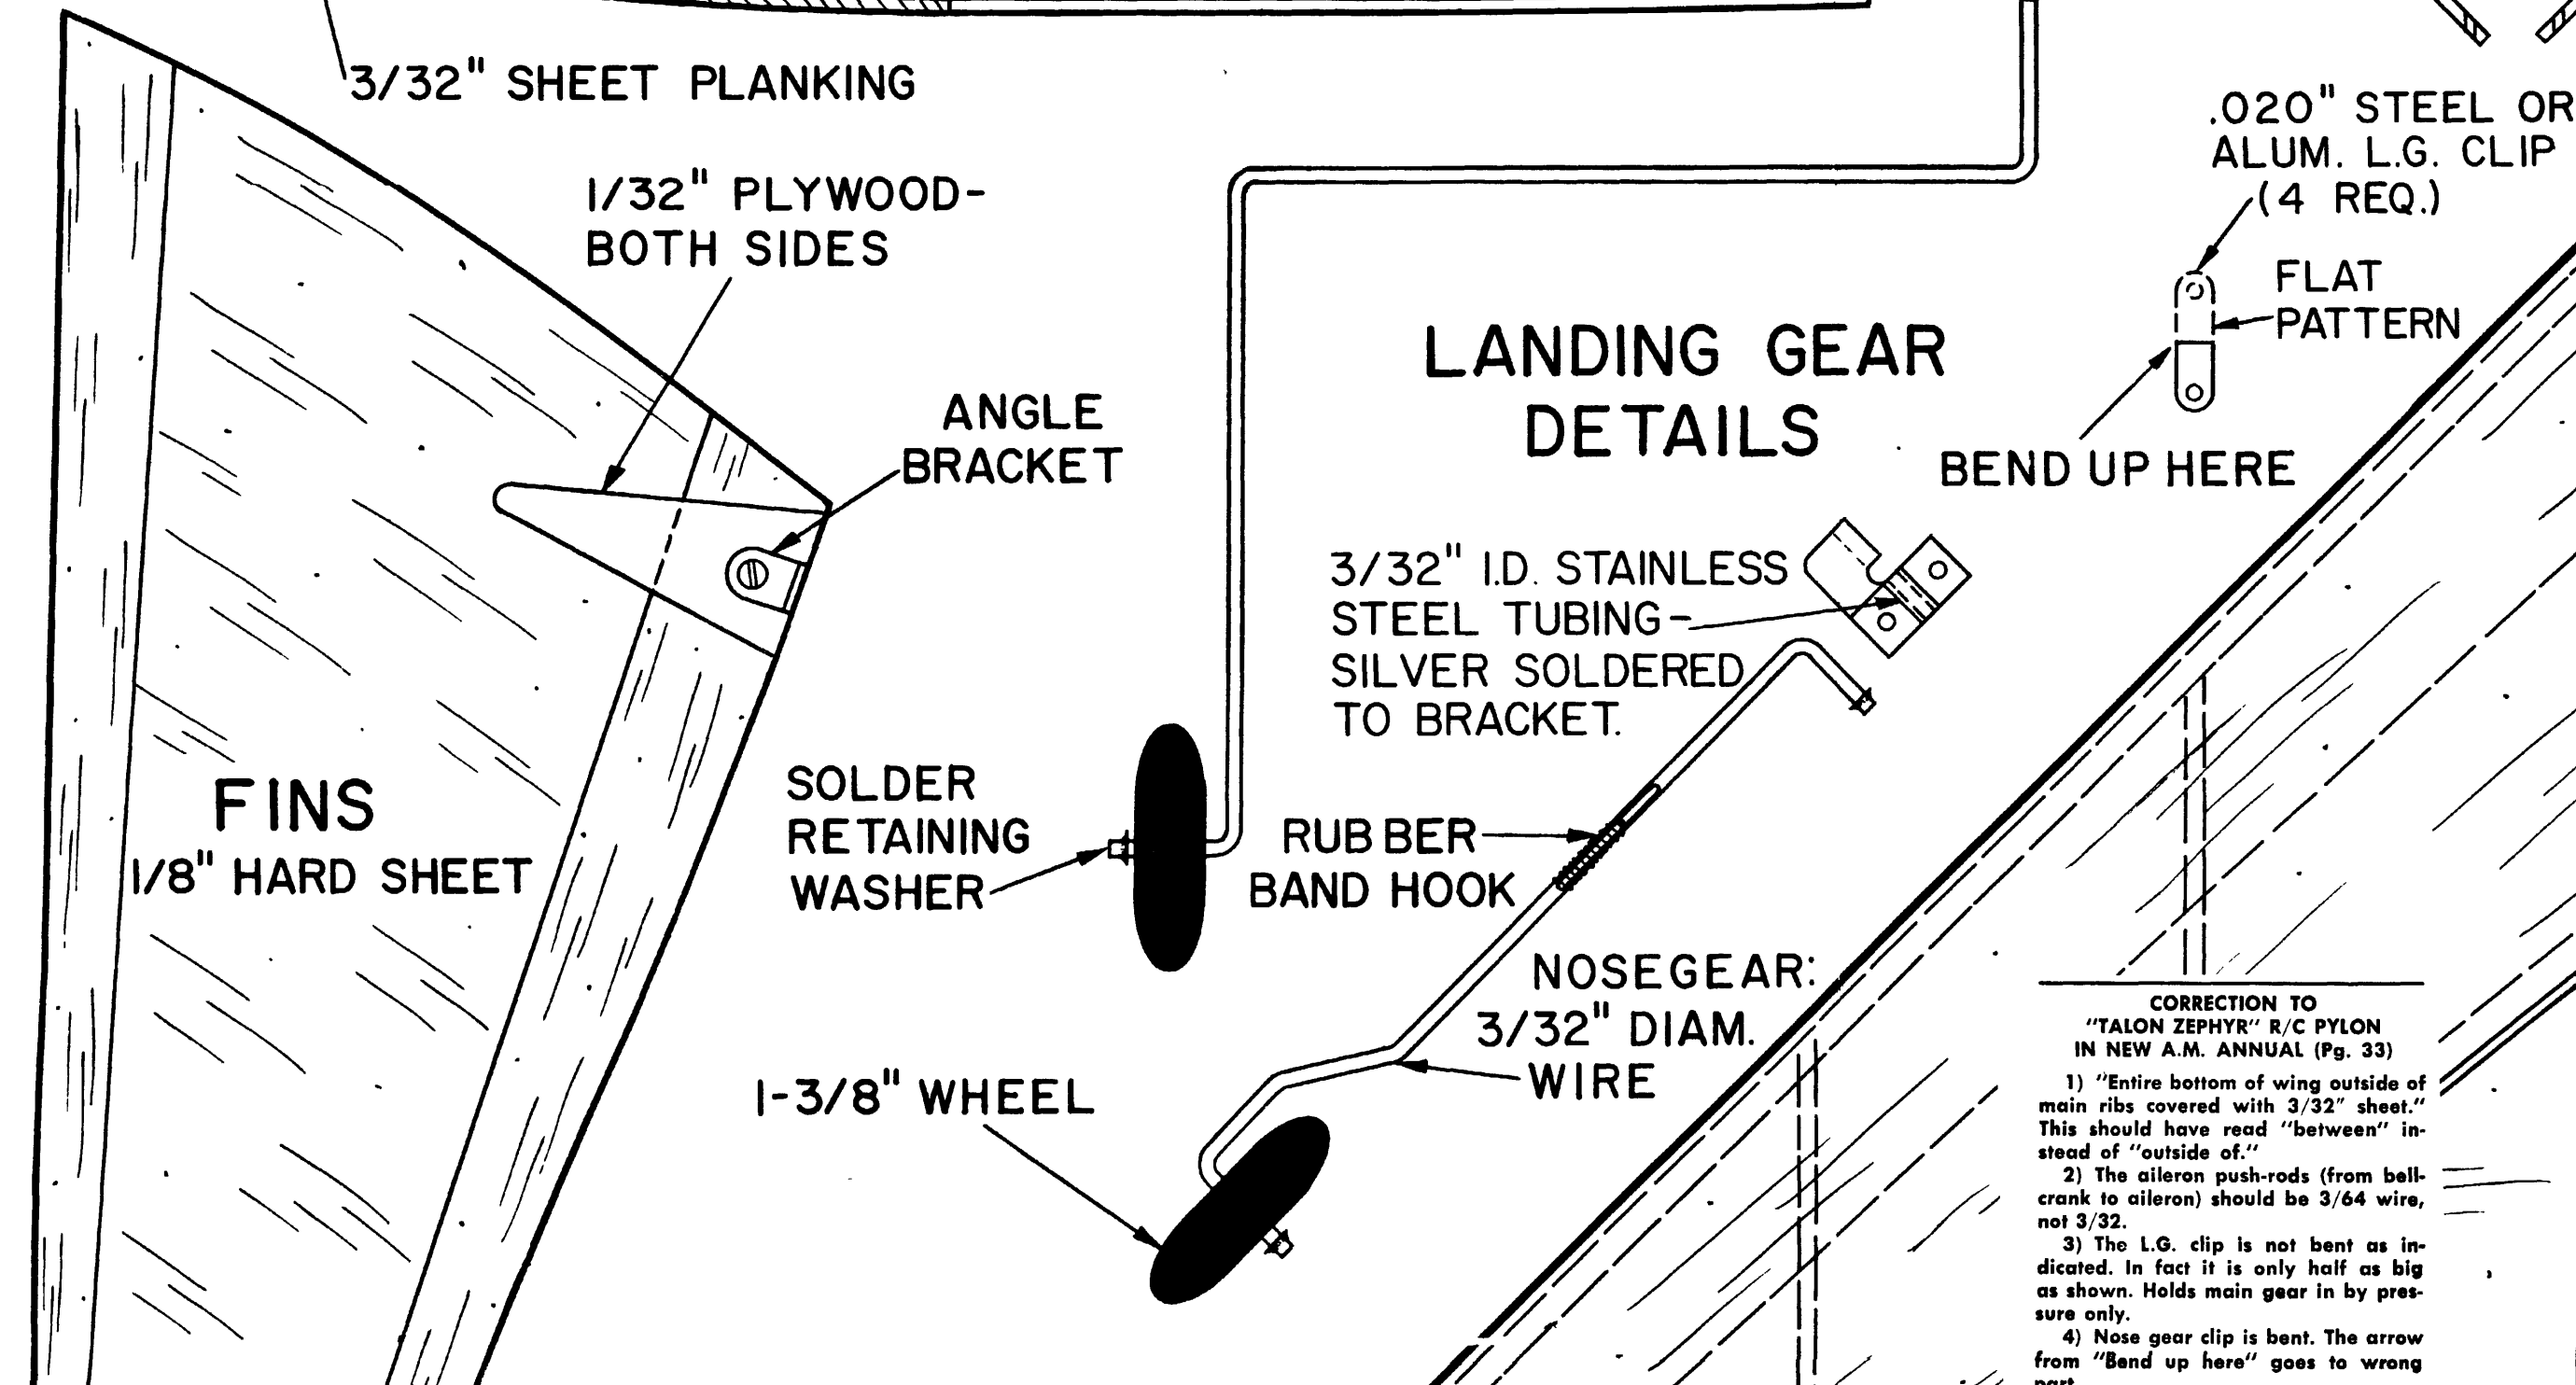 3/32" SHEET PLANKING
1/32" PLYWOOD-
BOTH SIDES
ANGLE
BRACKET
FINS
1/8" HARD SHEET
SOLDER
RETAINING
WASHER
1-3/8" WHEEL
LANDING GEAR
DETAILS
.020" STEEL OR
ALUM. L.G. CLIP
(4 REQ.)
FLAT
PATTERN
BEND UP HERE
3/32" I.D. STAINLESS
STEEL TUBING-
SILVER SOLDERED
TO BRACKET.
RUBBER
BAND HOOK
NOSEGEAR:
3/32" DIAM.
WIRE
CORRECTION TO
"TALON ZEPHYR" R/C PYLON
IN NEW A.M. ANNUAL (Pg. 33)
1) "Entire bottom of wing outside of
main ribs covered with 3/32" sheet."
This should have read "between" in-
stead of "outside of."
2) The aileron push-rods (from bell-
crank to aileron) should be 3/64 wire,
not 3/32.
3) The L.G. clip is not bent as in-
dicated. In fact it is only half as big
as shown. Holds main gear in by pres-
sure only.
4) Nose gear clip is bent. The arrow
from "Bend up here" goes to wrong